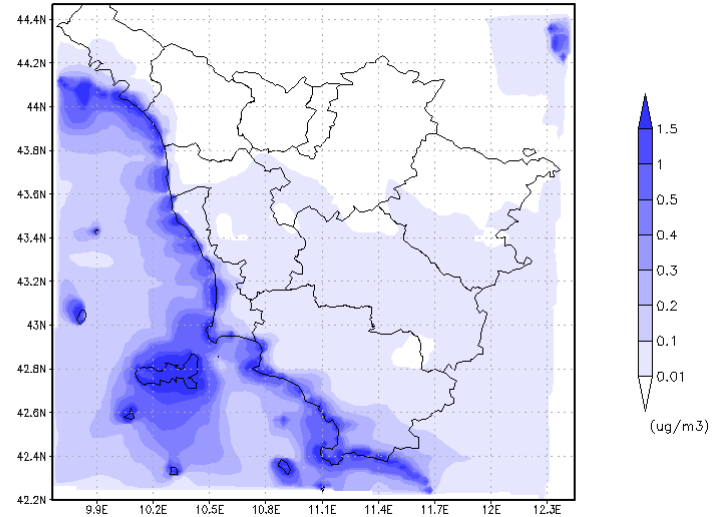 44.4N
44.2N
44N
43.8N
43.6N
43.4N
43.2N
43N
42.8N
42.6N
42.4N
42.2N
9.9E 10.2E 10.5E 10.8E 11.1E 11.4E 11.7E 12E 12.3E
1.5
1
0.5
0.3
0.2
0.1
0.01
(ug/m3)